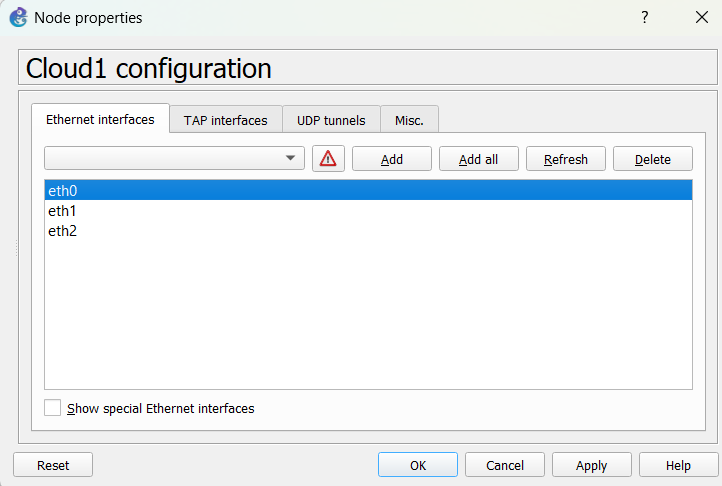 Node properties
?
Cloud1 configuration
Ethernet interfaces
TAP interfaces
UDP tunnels
Misc.
Add
Add all
Refresh
Delete
eth0
eth1
eth2
Show special Ethernet interfaces
Reset
OK
Cancel
Apply
Help